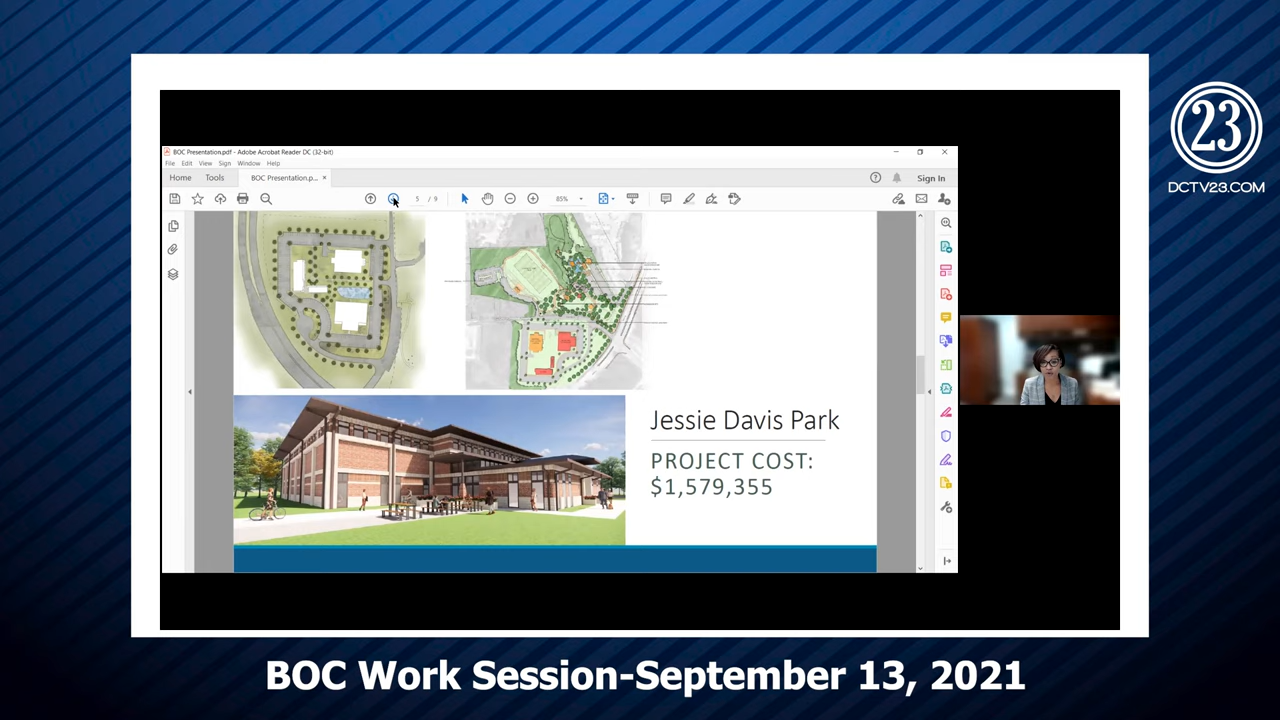 23
DCTV23.COM
BOC Presentation.pdf - Adobe Acrobat Reader DC (32-bit)
File Edit View Sign Window Help
Home Tools BOC Presentation.p... ×
Sign In
5 / 9
85%
Jessie Davis Park
PROJECT COST:
$1,579,355
BOC Work Session-September 13, 2021